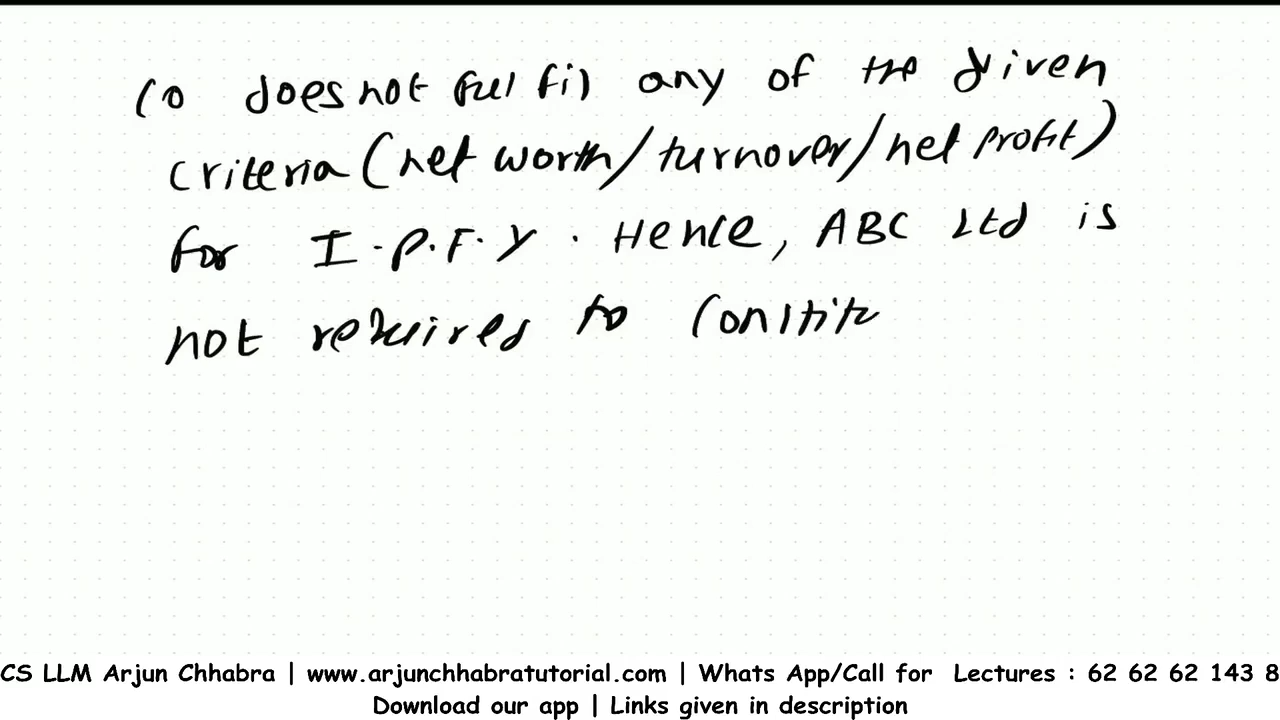 Co does not fulfil any of the given
criteria (net worth/turnover/net profit)
for I.P.F.Y. Hence, ABC Ltd is
not required to constitu
CS LLM Arjun Chhabra | www.arjunchhabratutorial.com | Whats App/Call for Lectures : 62 62 62 143 8
Download our app | Links given in description